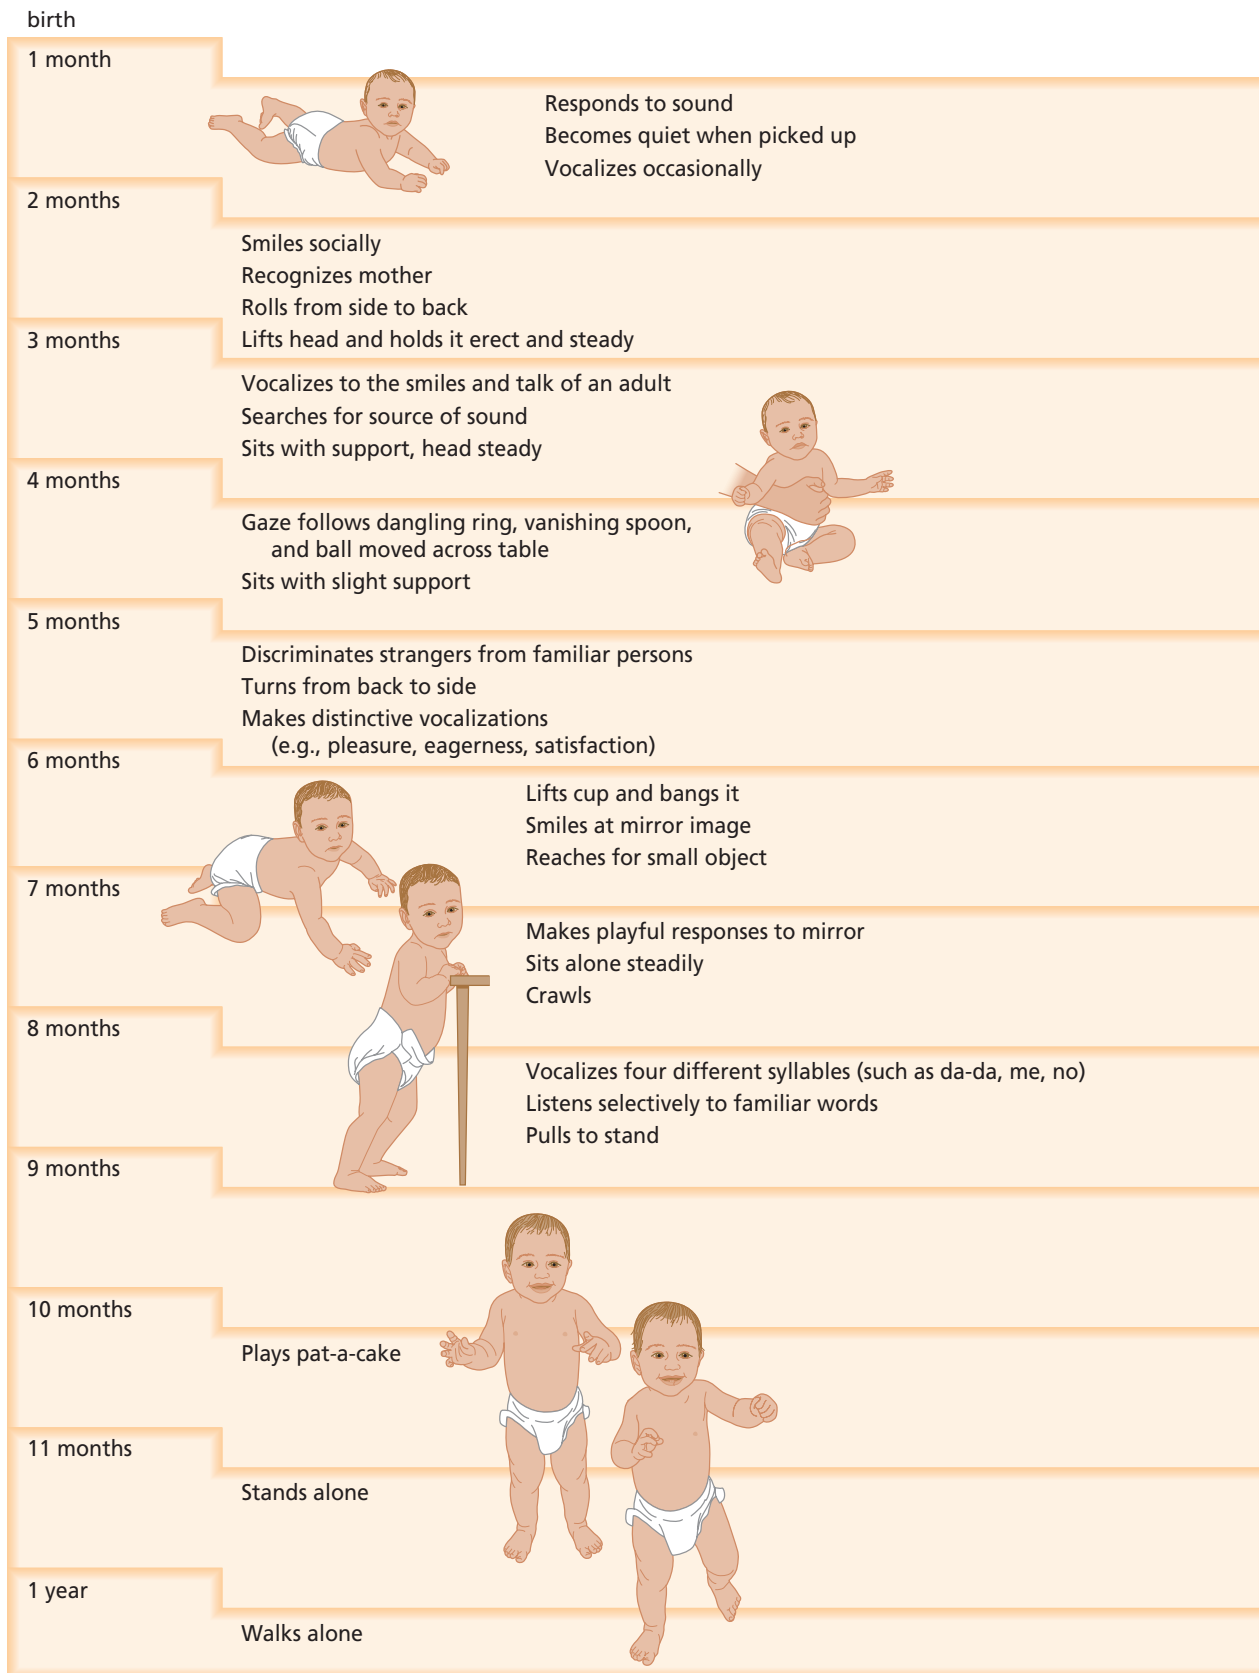 birth
1 month
Responds to sound
Becomes quiet when picked up
Vocalizes occasionally
2 months
Smiles socially
Recognizes mother
Rolls from side to back
Lifts head and holds it erect and steady
3 months
Vocalizes to the smiles and talk of an adult
Searches for source of sound
Sits with support, head steady
4 months
Gaze follows dangling ring, vanishing spoon,
and ball moved across table
Sits with slight support
5 months
Discriminates strangers from familiar persons
Turns from back to side
Makes distinctive vocalizations
(e.g., pleasure, eagerness, satisfaction)
6 months
Lifts cup and bangs it
Smiles at mirror image
Reaches for small object
7 months
Makes playful responses to mirror
Sits alone steadily
Crawls
8 months
Vocalizes four different syllables (such as da-da, me, no)
Listens selectively to familiar words
Pulls to stand
9 months
10 months
Plays pat-a-cake
11 months
Stands alone
1 year
Walks alone